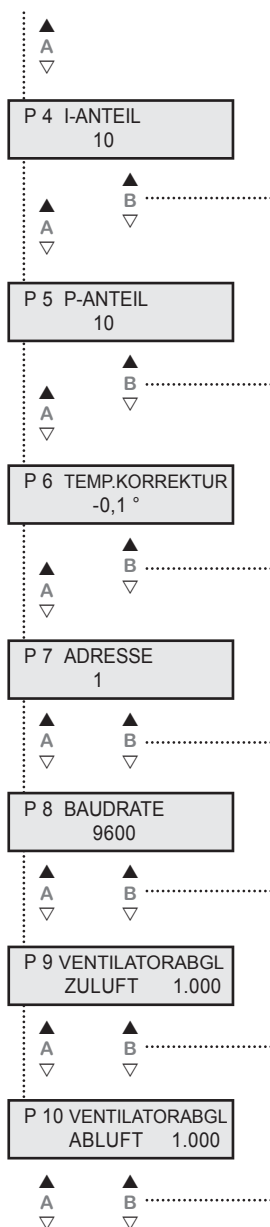 A
P 4 I-ANTEIL
10
B
A
P 5 P-ANTEIL
10
B
A
P 6 TEMP.KORREKTUR
-0,1 °
B
A
P 7 ADRESSE
1
A B
P 8 BAUDRATE
9600
A B
P 9 VENTILATORABGL
ZULUFT 1.000
A B
P 10 VENTILATORABGL
ABLUFT 1.000
A B